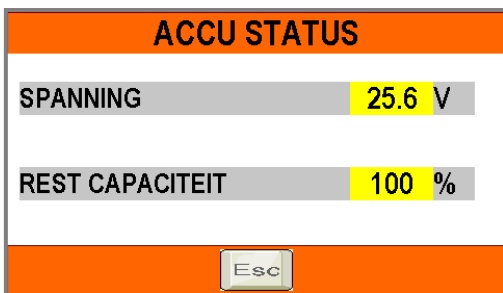 ACCU STATUS
SPANNING 25.6 V
REST CAPACITEIT 100 %
Esc